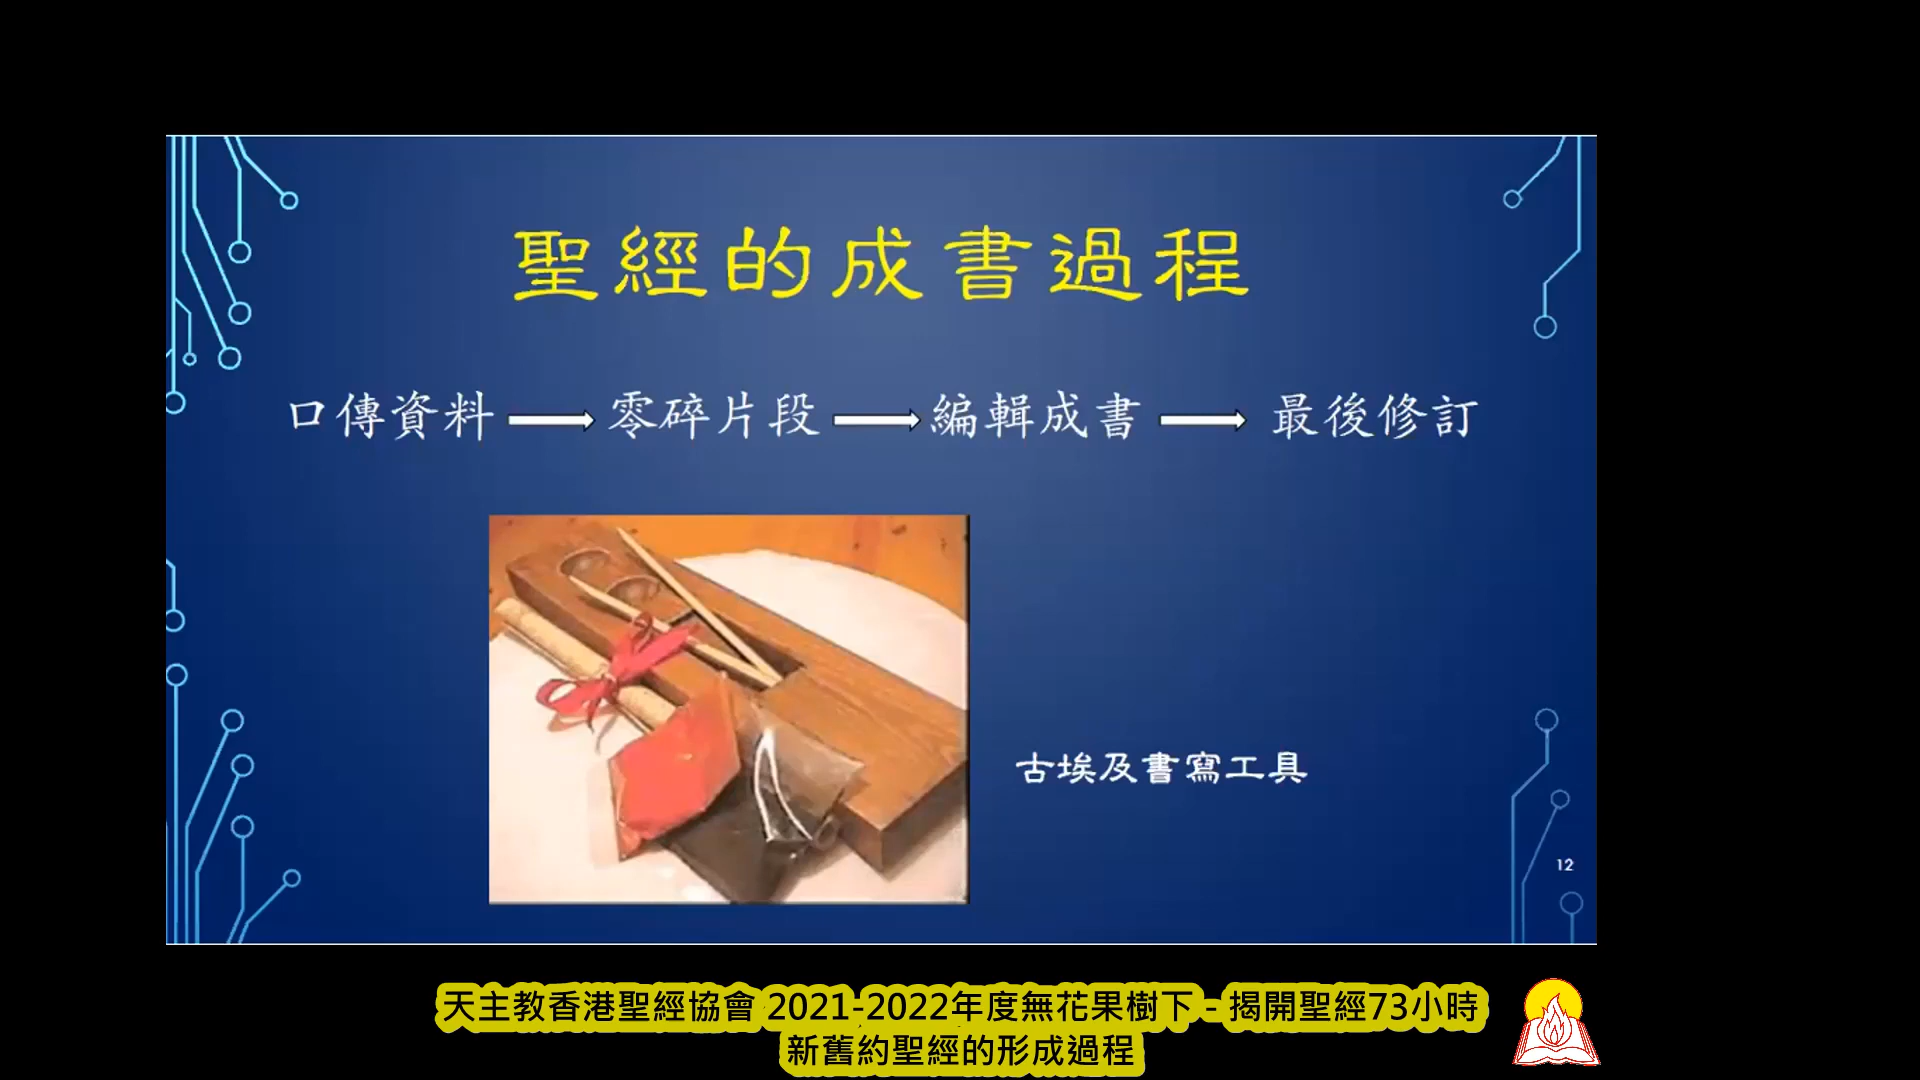 聖經的成書過程
口傳資料 零碎片段 編輯成書 最後修訂
古埃及書寫工具
12
天主教香港聖經協會 2021-2022年度無花果樹下 - 揭開聖經73小時
新舊約聖經的形成過程